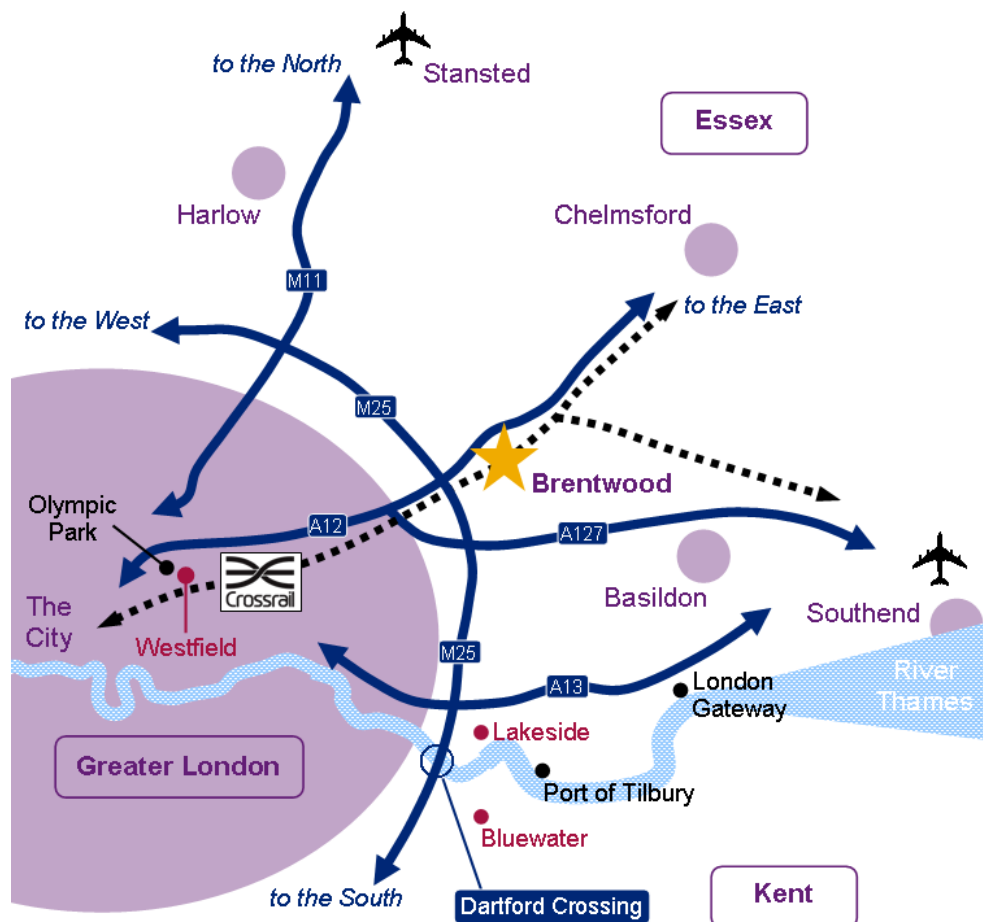 to the North
Stansted
Essex
Harlow
Chelmsford
M11
to the West
to the East
M25
Brentwood
Olympic
Park
A12
A127
Crossrail
The
City
Westfield
Basildon
Southend
M25
A13
London
Gateway
River
Thames
Lakeside
Greater London
Port of Tilbury
Bluewater
to the South
Dartford Crossing
Kent